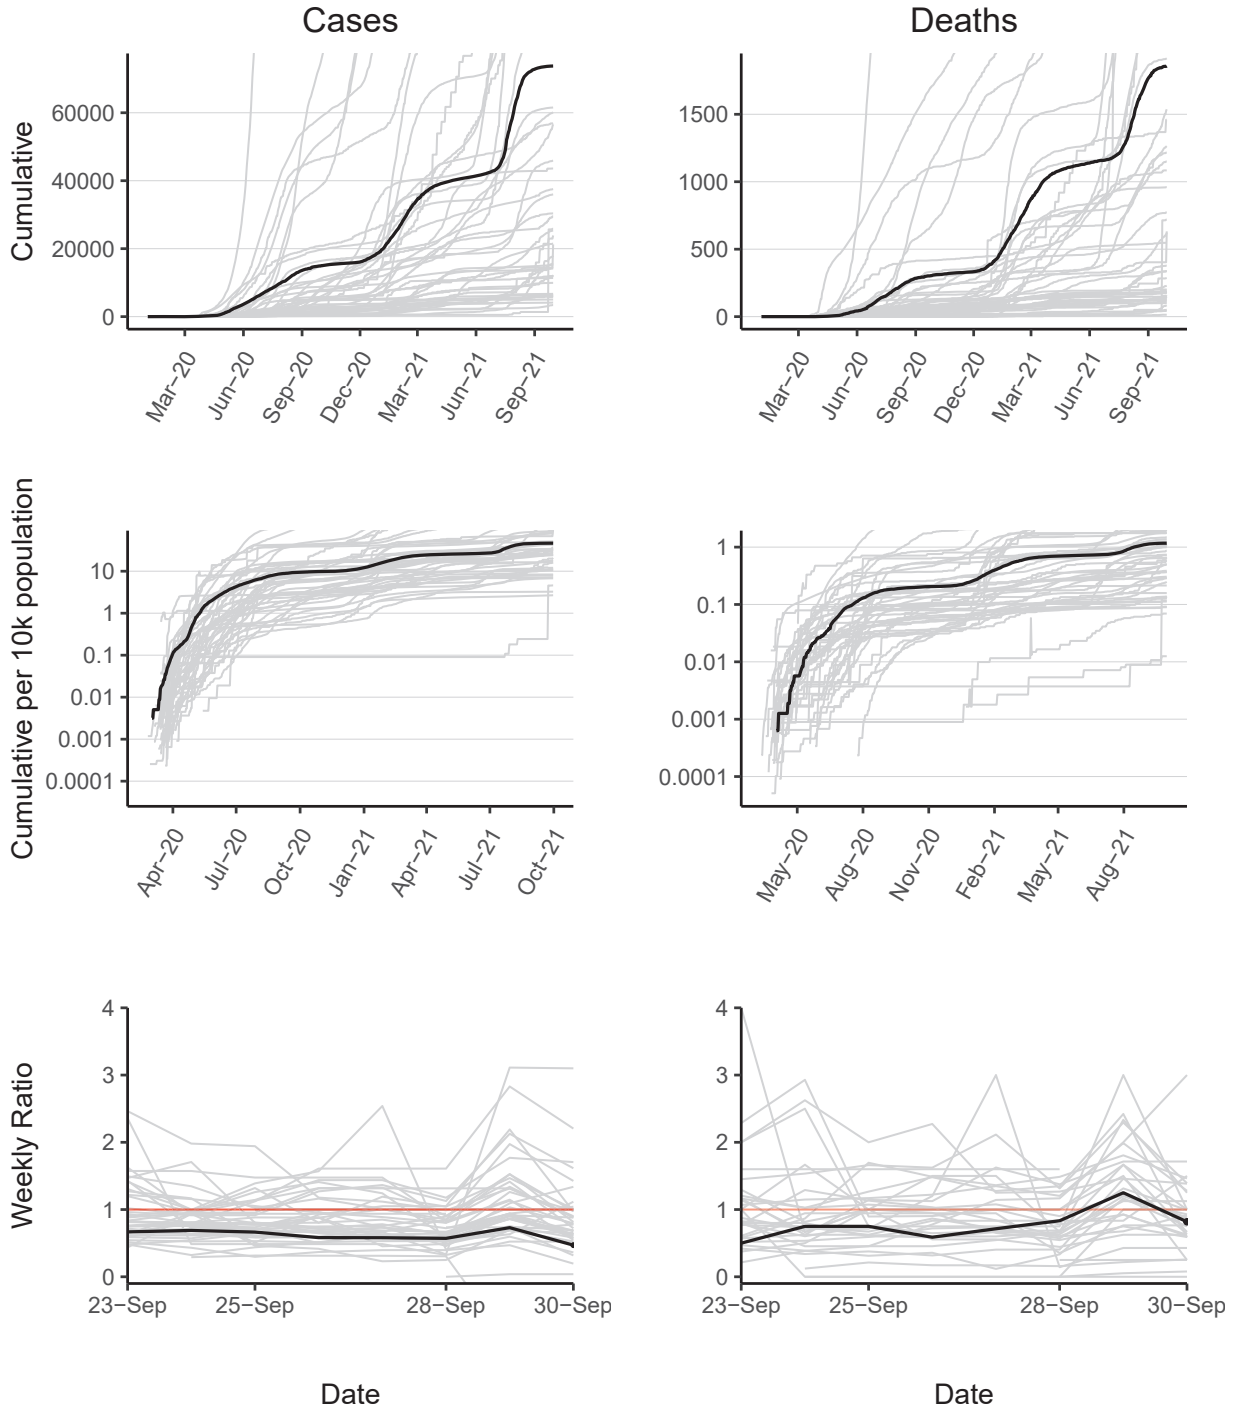 Cases
Deaths
Cumulative
60000
40000
20000
0
Mar−20
Jun−20
Sep−20
Dec−20
Mar−21
Jun−21
Sep−21
1500
1000
500
0
Mar−20
Jun−20
Sep−20
Dec−20
Mar−21
Jun−21
Sep−21
Cumulative per 10k population
10
1
0.1
0.01
0.001
0.0001
Apr−20
Jul−20
Oct−20
Jan−21
Apr−21
Jul−21
Oct−21
1
0.1
0.01
0.001
0.0001
May−20
Aug−20
Nov−20
Feb−21
May−21
Aug−21
Weekly Ratio
4
3
2
1
0
23−Sep
25−Sep
28−Sep
30−Sep
4
3
2
1
0
23−Sep
25−Sep
28−Sep
30−Sep
Date
Date